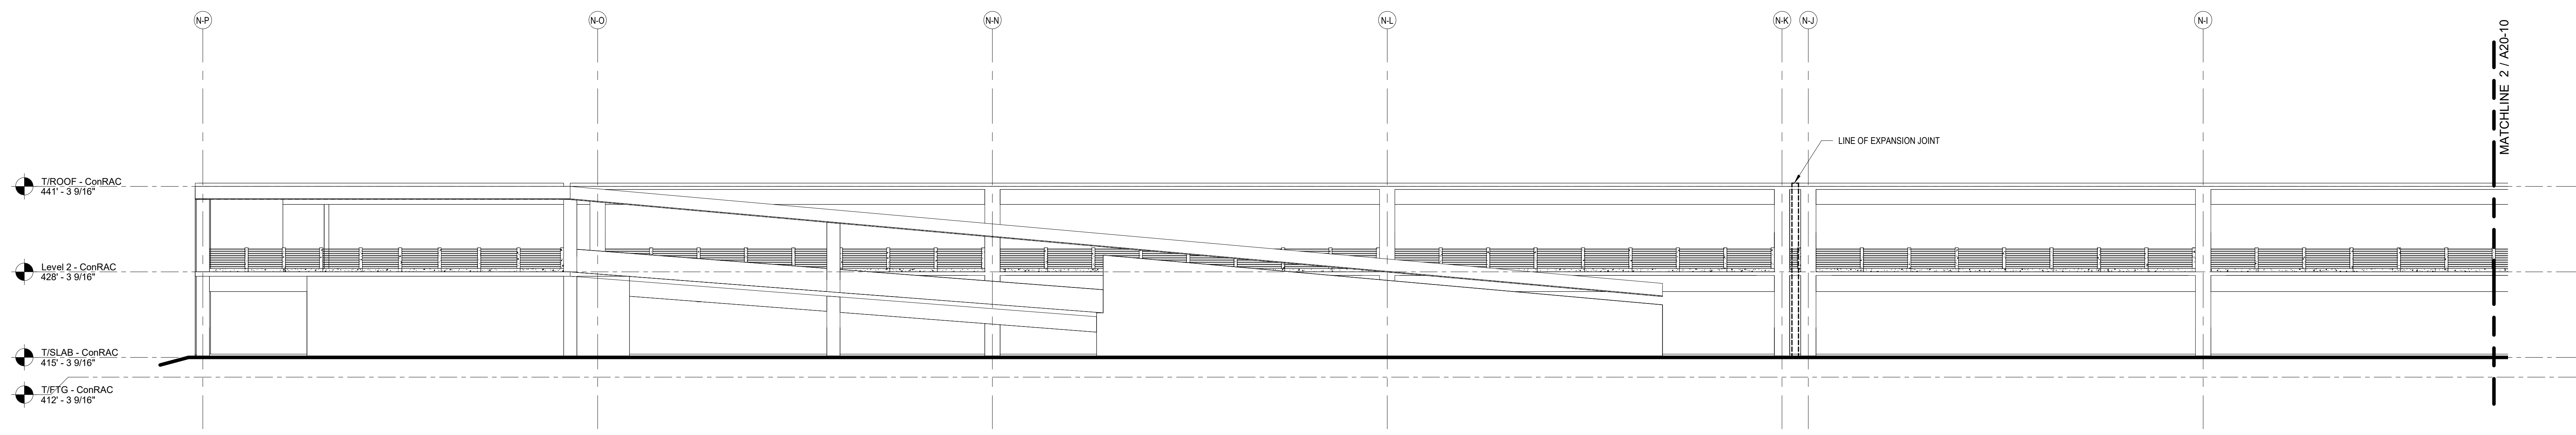 N-P
N-O
N-N
N-L
N-K
N-J
N-I
MATCHLINE 2 / A20-10
LINE OF EXPANSION JOINT
T/ROOF - ConRAC
441' - 3 9/16"
Level 2 - ConRAC
428' - 3 9/16"
T/SLAB - ConRAC
415' - 3 9/16"
T/FTG - ConRAC
412' - 3 9/16"